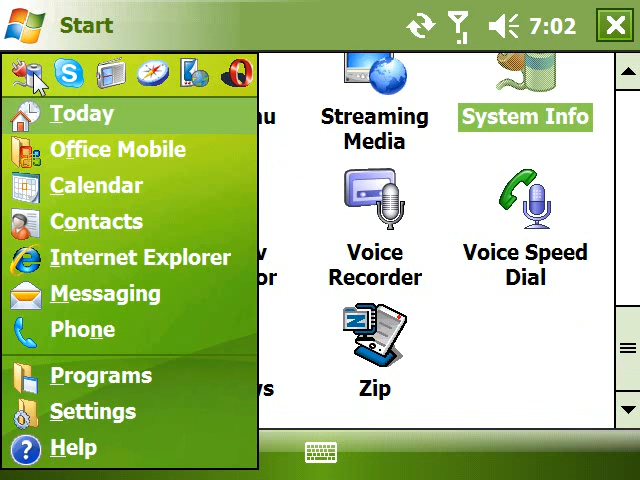 Start
7:02
Today
Office Mobile
Calendar
Contacts
Internet Explorer
Messaging
Phone
Programs
Settings
Help
Streaming
Media
System Info
Voice
Recorder
Voice Speed
Dial
Zip